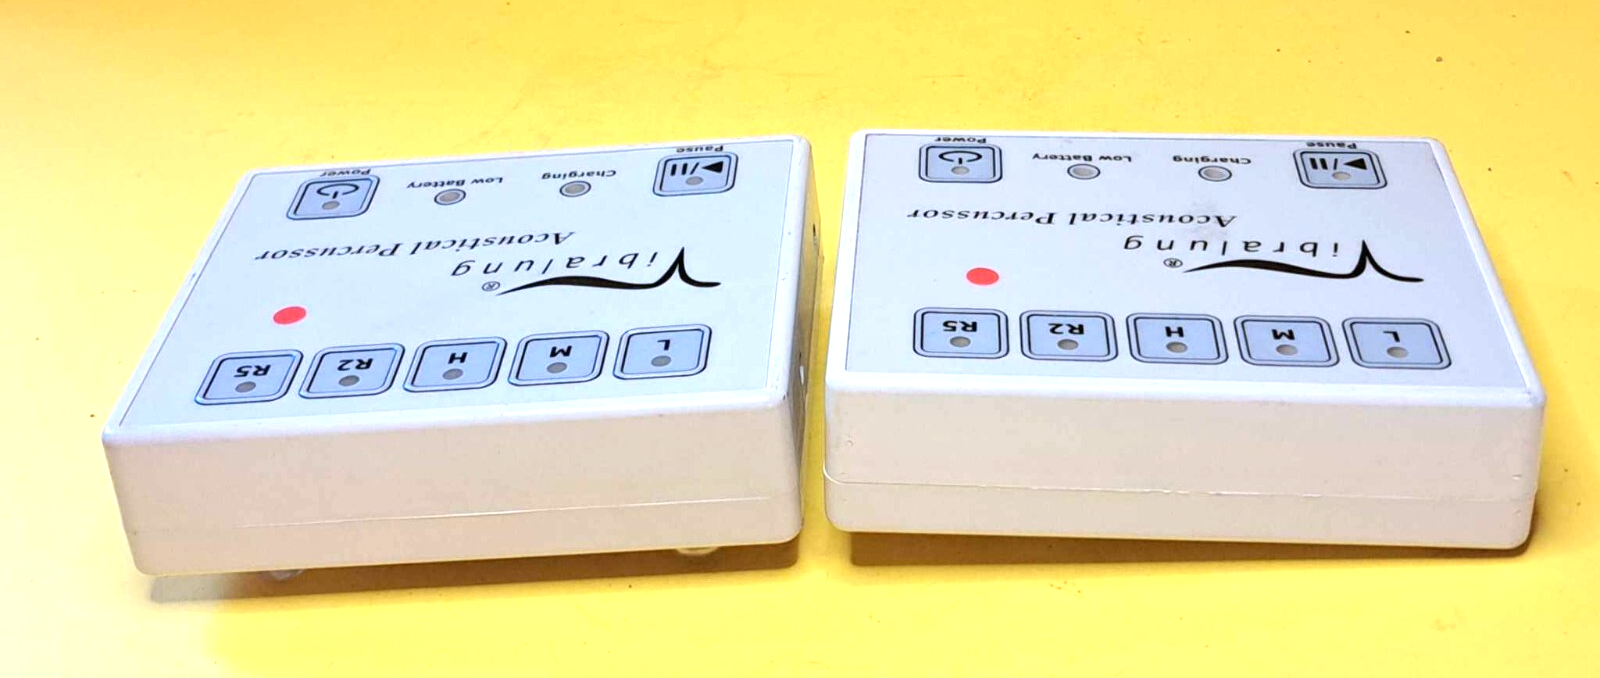 L M H R2 R5
Vibralung®
Acoustical Percussor
Pause Charging Low Battery Power
L M H R2 R5
Vibralung®
Acoustical Percussor
Pause Charging Low Battery Power